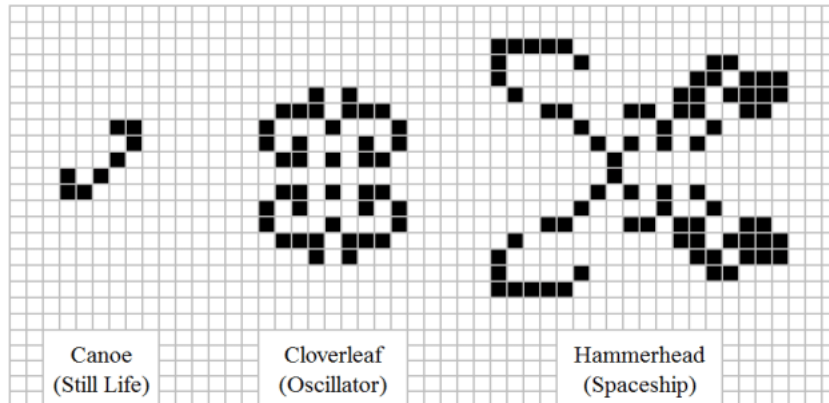 Canoe
(Still Life)
Cloverleaf
(Oscillator)
Hammerhead
(Spaceship)